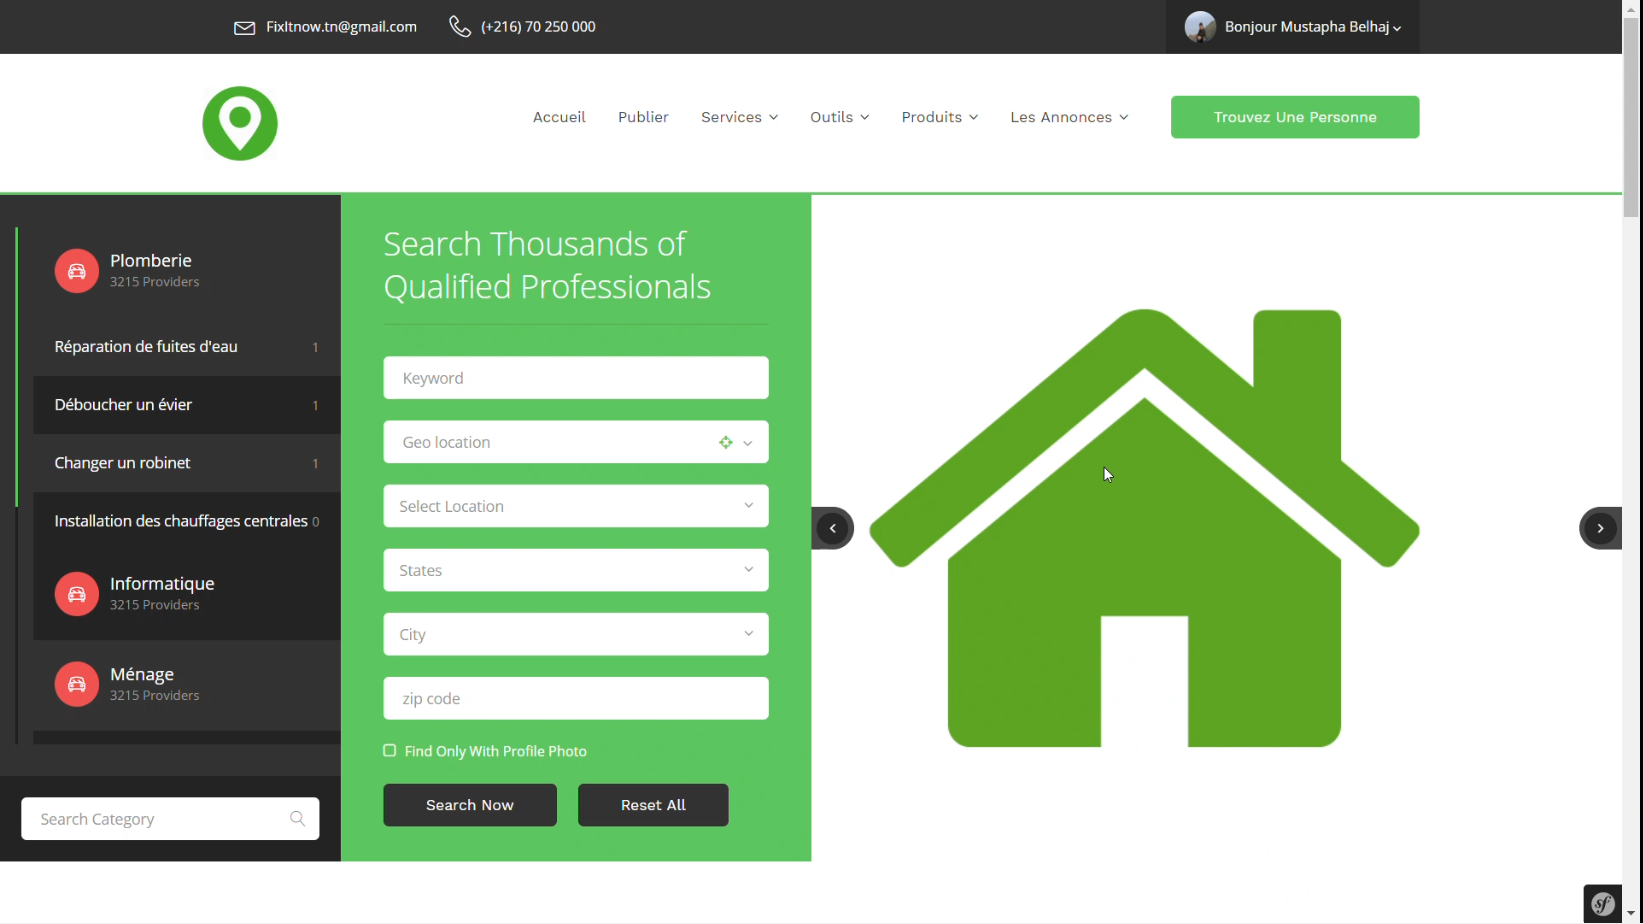 FixItnow.tn@gmail.com
(+216) 70 250 000
Bonjour Mustapha Belhaj
Accueil
Publier
Services
Outils
Produits
Les Annonces
Trouvez Une Personne
Plomberie
3215 Providers
Réparation de fuites d'eau 1
Déboucher un évier 1
Changer un robinet 1
Installation des chauffages centrales 0
Informatique
3215 Providers
Ménage
3215 Providers
Search Category
Search Thousands of
Qualified Professionals
Keyword
Geo location
Select Location
States
City
zip code
Find Only With Profile Photo
Search Now
Reset All
sf